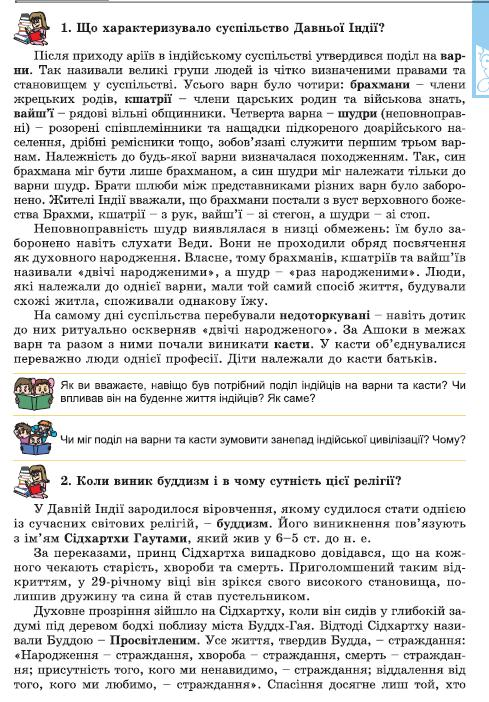 1. Що характеризувало суспільство Давньої Індії?
Після приходу аріїв в індійському суспільстві утвердився поділ на вар-
ни. Так називали великі групи людей із чітко визначеними правами та
становищем у суспільстві. Усього варн було чотири: брахмани – члени
жрецьких родів, кшатрії – члени царських родин та військова знать,
вайш’ї – рядові вільні общинники. Четверта варна – шудри (неповноправ-
ні) – розорені співплемінники та нащадки підкореного доарійського на-
селення, дрібні ремісники тощо, зобов’язані служити першим трьом вар-
нам. Належність до будь-якої варни визначалася походженням. Так, син
брахмана міг бути лише брахманом, а син шудри міг належати тільки до
варни шудр. Брати шлюби між представниками різних варн було заборо-
нено. Жителі Індії вважали, що брахмани постали з вуст верховного боже-
ства Брахми, кшатрії – з рук, вайш’ї – зі стегон, а шудри – зі стоп.
Неповноправність шудр виявлялася в низці обмежень: їм було за-
боронено навіть слухати Веди. Вони не проходили обряд посвячення
як духовного народження. Власне, тому брахманів, кшатріїв та вайш’їв
називали «двічі народженими», а шудр – «раз народженими». Люди,
які належали до однієї варни, мали той самий спосіб життя, будували
схожі житла, споживали однакову їжу.
На самому дні суспільства перебували недоторкувані – навіть дотик
до них ритуально оскверняв «двічі народженого». За Ашоки в межах
варн та разом з ними почали виникати касти. У касти об’єднувалися
переважно люди однієї професії. Діти належали до касти батьків.
Як ви вважаєте, навіщо був потрібний поділ індійців на варни та касти? Чи
впливав він на буденне життя індійців? Як саме?
Чи міг поділ на варни та касти зумовити занепад індійської цивілізації? Чому?
2. Коли виник буддизм і в чому сутність цієї релігії?
У Давній Індії зародилося віровчення, якому судилося стати однією
із сучасних світових релігій, – буддизм. Його виникнення пов’язують
з ім’ям Сідхартхи Гаутами, який жив у 6–5 ст. до н. е.
За переказами, принц Сідхартха випадково довідався, що на кож-
ного чекають старість, хвороби та смерть. Приголомшений таким від-
криттям, у 29-річному віці він зрікся свого високого становища, по-
лишив дружину та сина й став пустельником.
Духовне прозріння зійшло на Сідхартху, коли він сидів у глибокій за-
думі під деревом бодхі поблизу міста Буддх-Гая. Відтоді Сідхартху нази-
вали Буддою – Просвітленим. Усе життя, твердив Будда, – страждання:
«Народження – страждання, хвороба – страждання, смерть – страждан-
ня; присутність того, кого ми ненавидимо, – страждання; віддалення від
того, кого ми любимо, – страждання». Спасіння досягне лиш той, хто